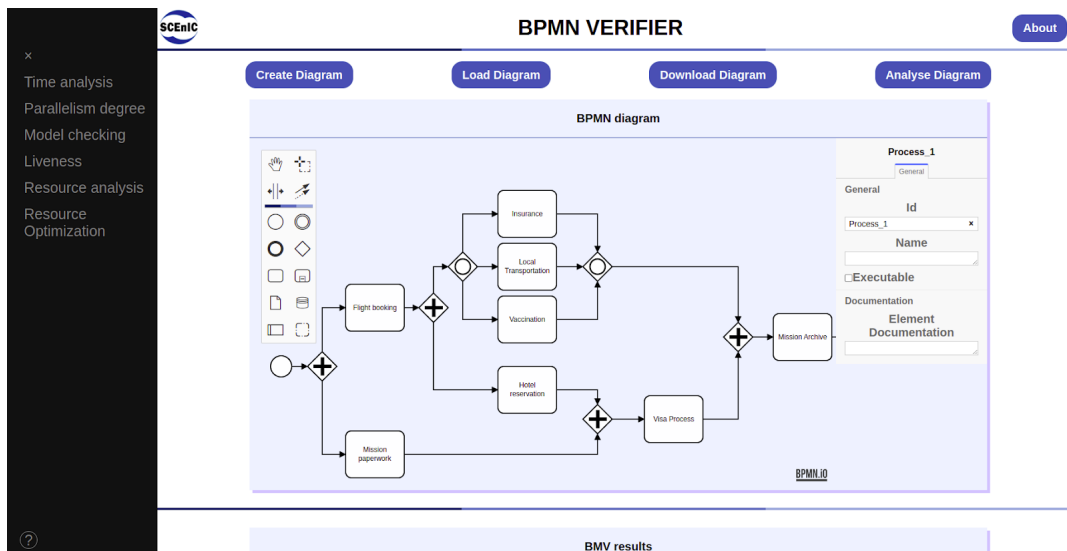 SCEnIC
BPMN VERIFIER
About
×
Time analysis
Parallelism degree
Model checking
Liveness
Resource analysis
Resource
Optimization
?
Create Diagram
Load Diagram
Download Diagram
Analyse Diagram
BPMN diagram
Insurance
Local
Transportation
Vaccination
Flight booking
Hotel
reservation
Mission
paperwork
Visa Process
Mission Archive
BPMN.iO
Process_1
General
General
Id
Process_1 ×
Name
Executable
Documentation
Element
Documentation
BMV results